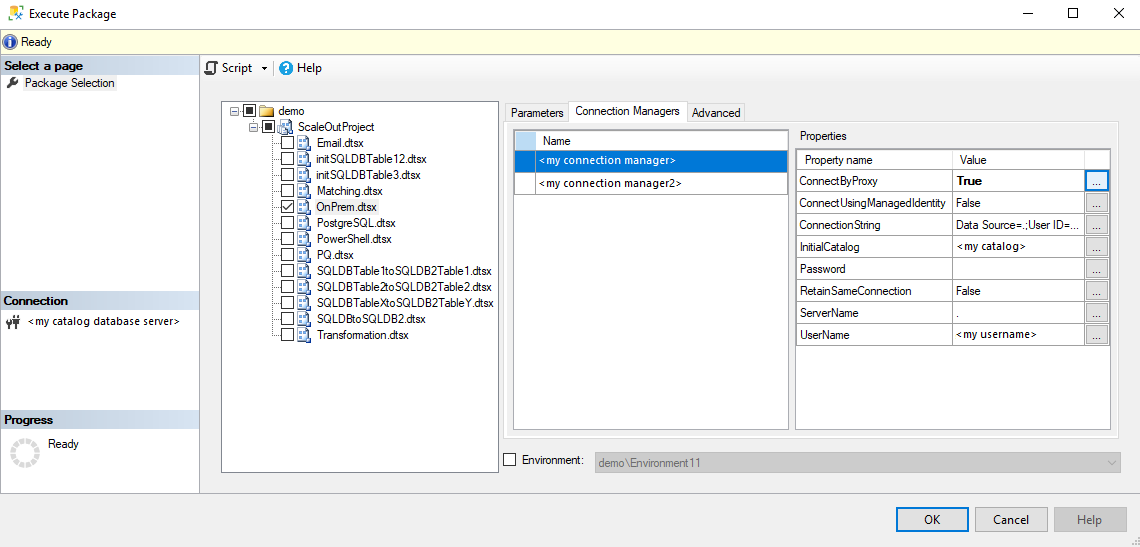 Execute Package
Ready
Select a page
Package Selection
Connection
<my catalog database server>
Progress
Ready
Script
Help
demo
ScaleOutProject
Email.dtsx
initSQLDBTable12.dtsx
initSQLDBTable3.dtsx
Matching.dtsx
OnPrem.dtsx
PostgreSQL.dtsx
PowerShell.dtsx
PQ.dtsx
SQLDBTable1toSQLDB2Table1.dtsx
SQLDBTable2toSQLDB2Table2.dtsx
SQLDBTableXtoSQLDB2TableY.dtsx
SQLDBtoSQLDB2.dtsx
Transformation.dtsx
Parameters Connection Managers Advanced
Name
<my connection manager>
<my connection manager2>
Properties
Property name Value
ConnectByProxy True ...
ConnectUsingManagedIdentity False ...
ConnectionString Data Source=.;User ID=... ...
InitialCatalog <my catalog> ...
Password ...
RetainSameConnection False ...
ServerName . ...
UserName <my username> ...
Environment: demo\Environment11
OK Cancel Help